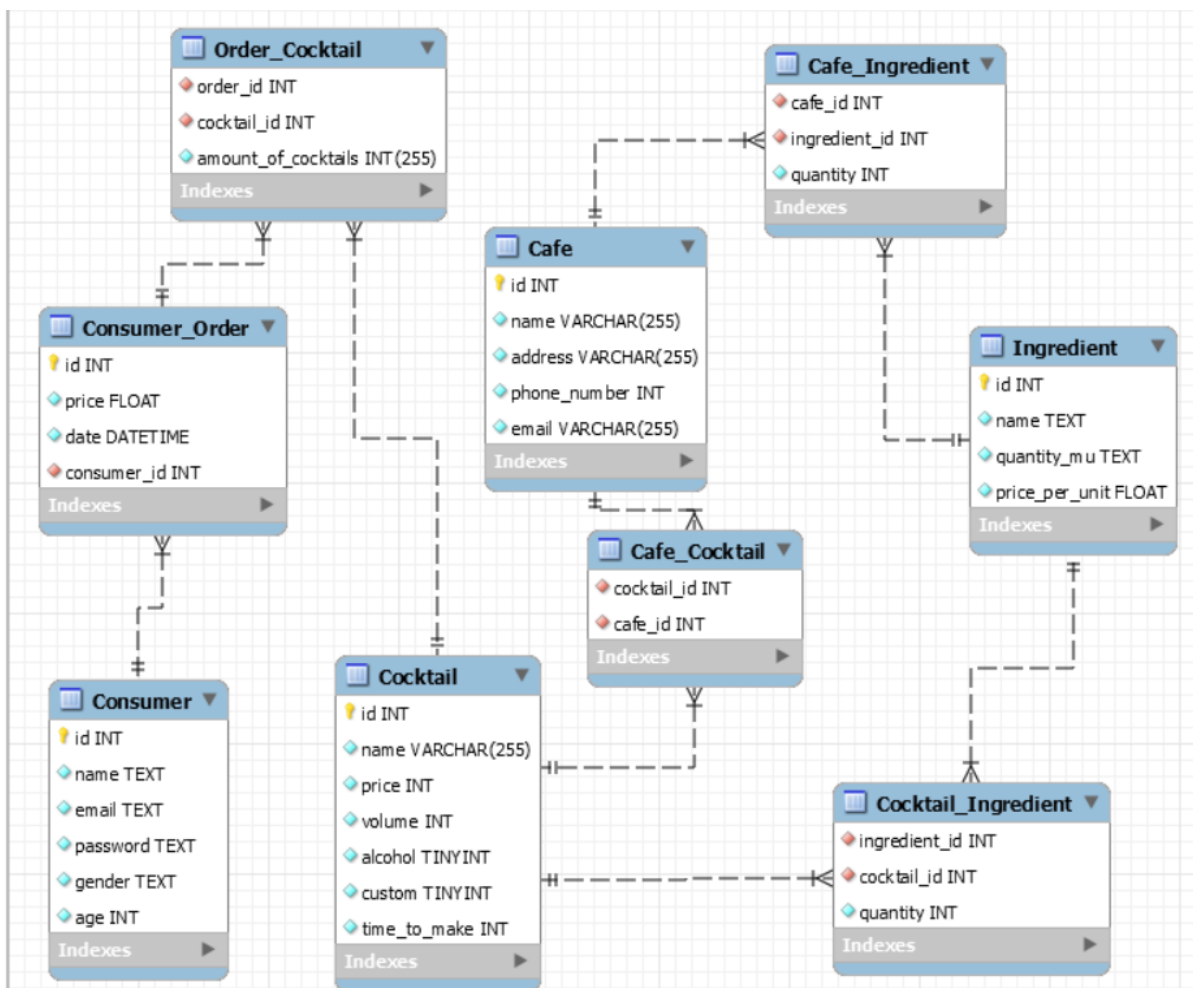 Order_Cocktail
order_id INT
cocktail_id INT
amount_of_cocktails INT(255)
Indexes
Cafe_Ingredient
cafe_id INT
ingredient_id INT
quantity INT
Indexes
Cafe
id INT
name VARCHAR(255)
address VARCHAR(255)
phone_number INT
email VARCHAR(255)
Indexes
Consumer_Order
id INT
price FLOAT
date DATETIME
consumer_id INT
Indexes
Ingredient
id INT
name TEXT
quantity_mu TEXT
price_per_unit FLOAT
Indexes
Cafe_Cocktail
cocktail_id INT
cafe_id INT
Indexes
Consumer
id INT
name TEXT
email TEXT
password TEXT
gender TEXT
age INT
Indexes
Cocktail
id INT
name VARCHAR(255)
price INT
volume INT
alcohol TINYINT
custom TINYINT
time_to_make INT
Indexes
Cocktail_Ingredient
ingredient_id INT
cocktail_id INT
quantity INT
Indexes